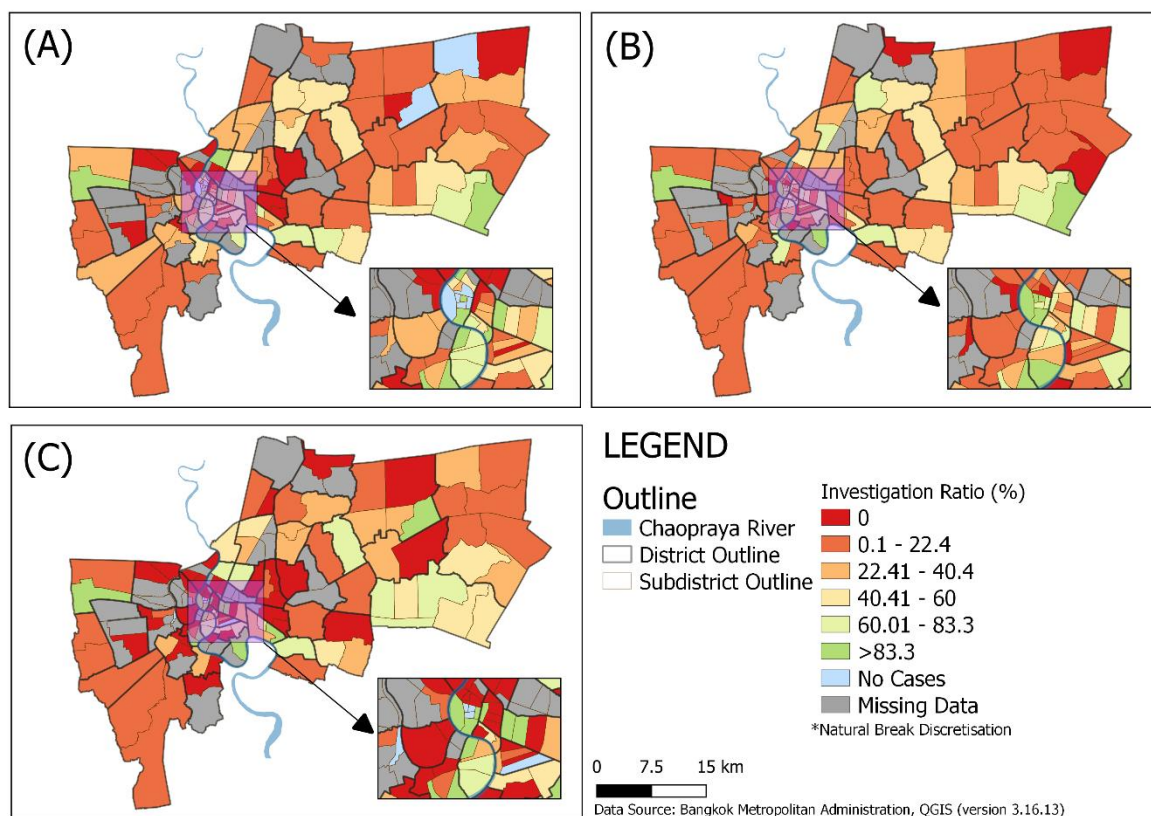 (A)
(B)
(C)
LEGEND
Outline
Chaopraya River
District Outline
Subdistrict Outline
Investigation Ratio (%)
0
0.1 - 22.4
22.41 - 40.4
40.41 - 60
60.01 - 83.3
>83.3
No Cases
Missing Data
*Natural Break Discretisation
0 7.5 15 km
Data Source: Bangkok Metropolitan Administration, QGIS (version 3.16.13)